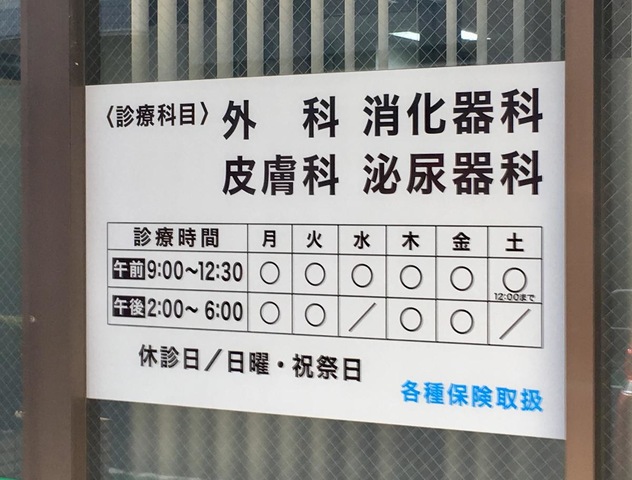 〈診療科目〉 外 科 消化器科
皮膚科 泌尿器科
診療時間 月 火 水 木 金 土
午前 9:00〜12:30 ○ ○ ○ ○ ○ ○
12:00まで
午後 2:00〜 6:00 ○ ○ ／ ○ ○ ／
休診日／日曜・祝祭日
各種保険取扱